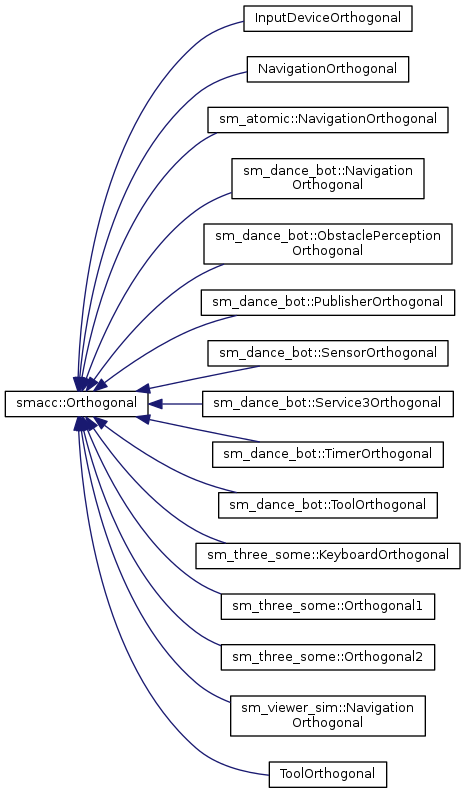 InputDeviceOrthogonal
NavigationOrthogonal
sm_atomic::NavigationOrthogonal
sm_dance_bot::Navigation
Orthogonal
sm_dance_bot::ObstaclePerception
Orthogonal
sm_dance_bot::PublisherOrthogonal
sm_dance_bot::SensorOrthogonal
smacc::Orthogonal
sm_dance_bot::Service3Orthogonal
sm_dance_bot::TimerOrthogonal
sm_dance_bot::ToolOrthogonal
sm_three_some::KeyboardOrthogonal
sm_three_some::Orthogonal1
sm_three_some::Orthogonal2
sm_viewer_sim::Navigation
Orthogonal
ToolOrthogonal